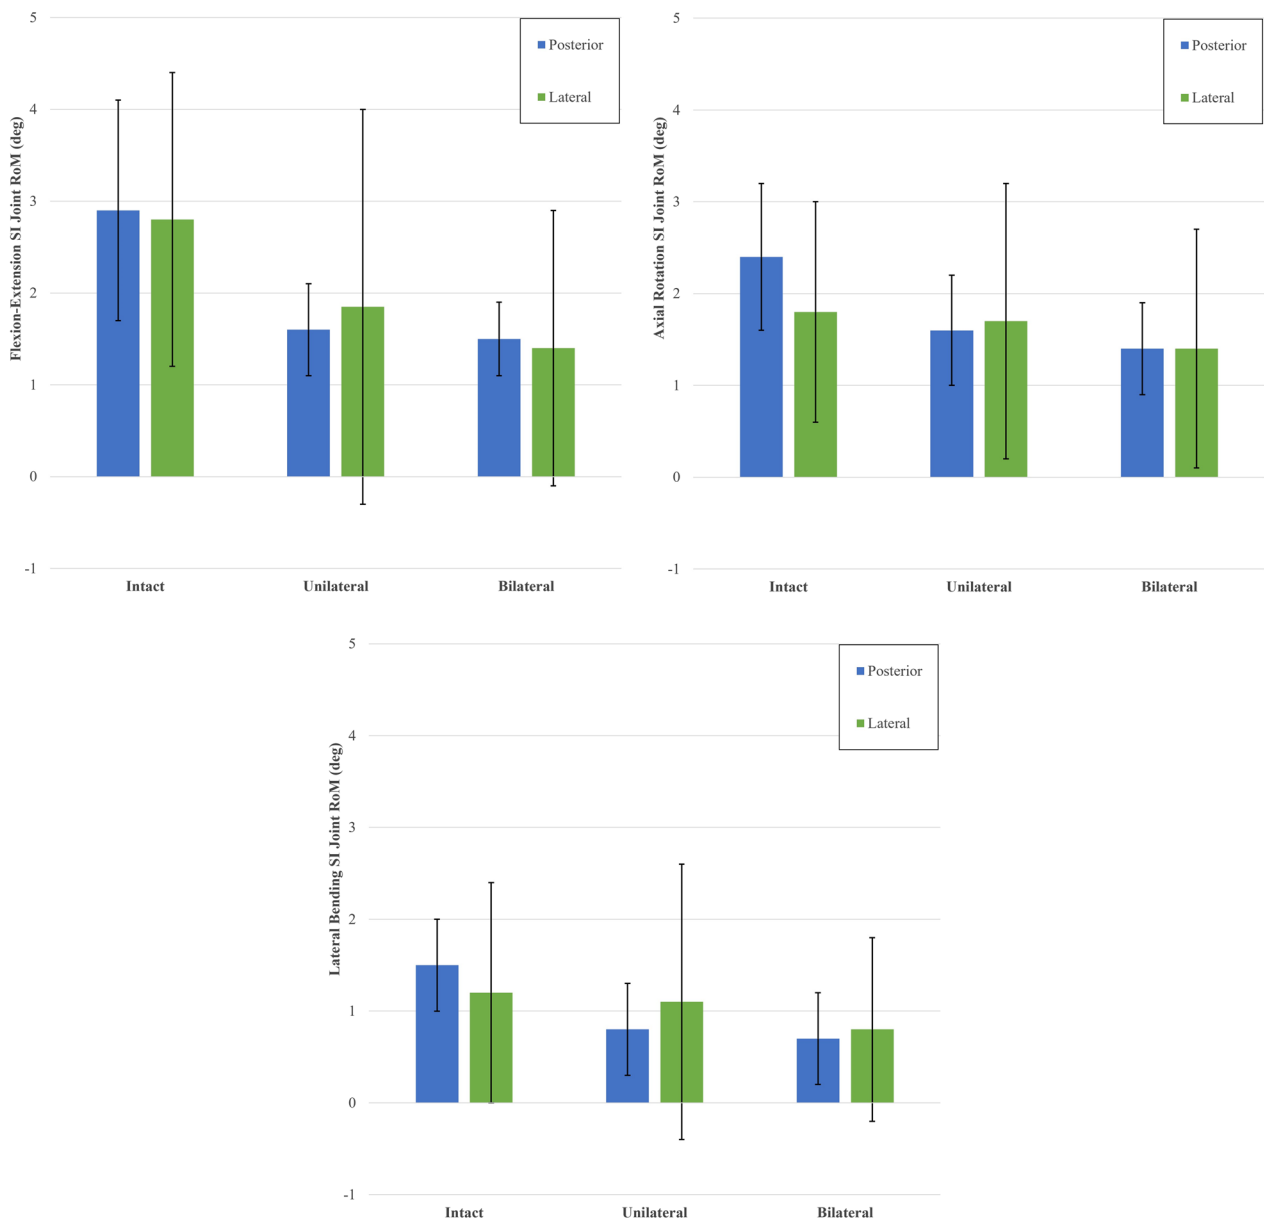 Flexion-Extension SI Joint RoM (deg)
5
4
3
2
1
0
-1
Posterior
Lateral
Intact Unilateral Bilateral
Axial Rotation SI Joint RoM (deg)
5
4
3
2
1
0
-1
Posterior
Lateral
Intact Unilateral Bilateral
Lateral Bending SI Joint RoM (deg)
5
4
3
2
1
0
-1
Posterior
Lateral
Intact Unilateral Bilateral